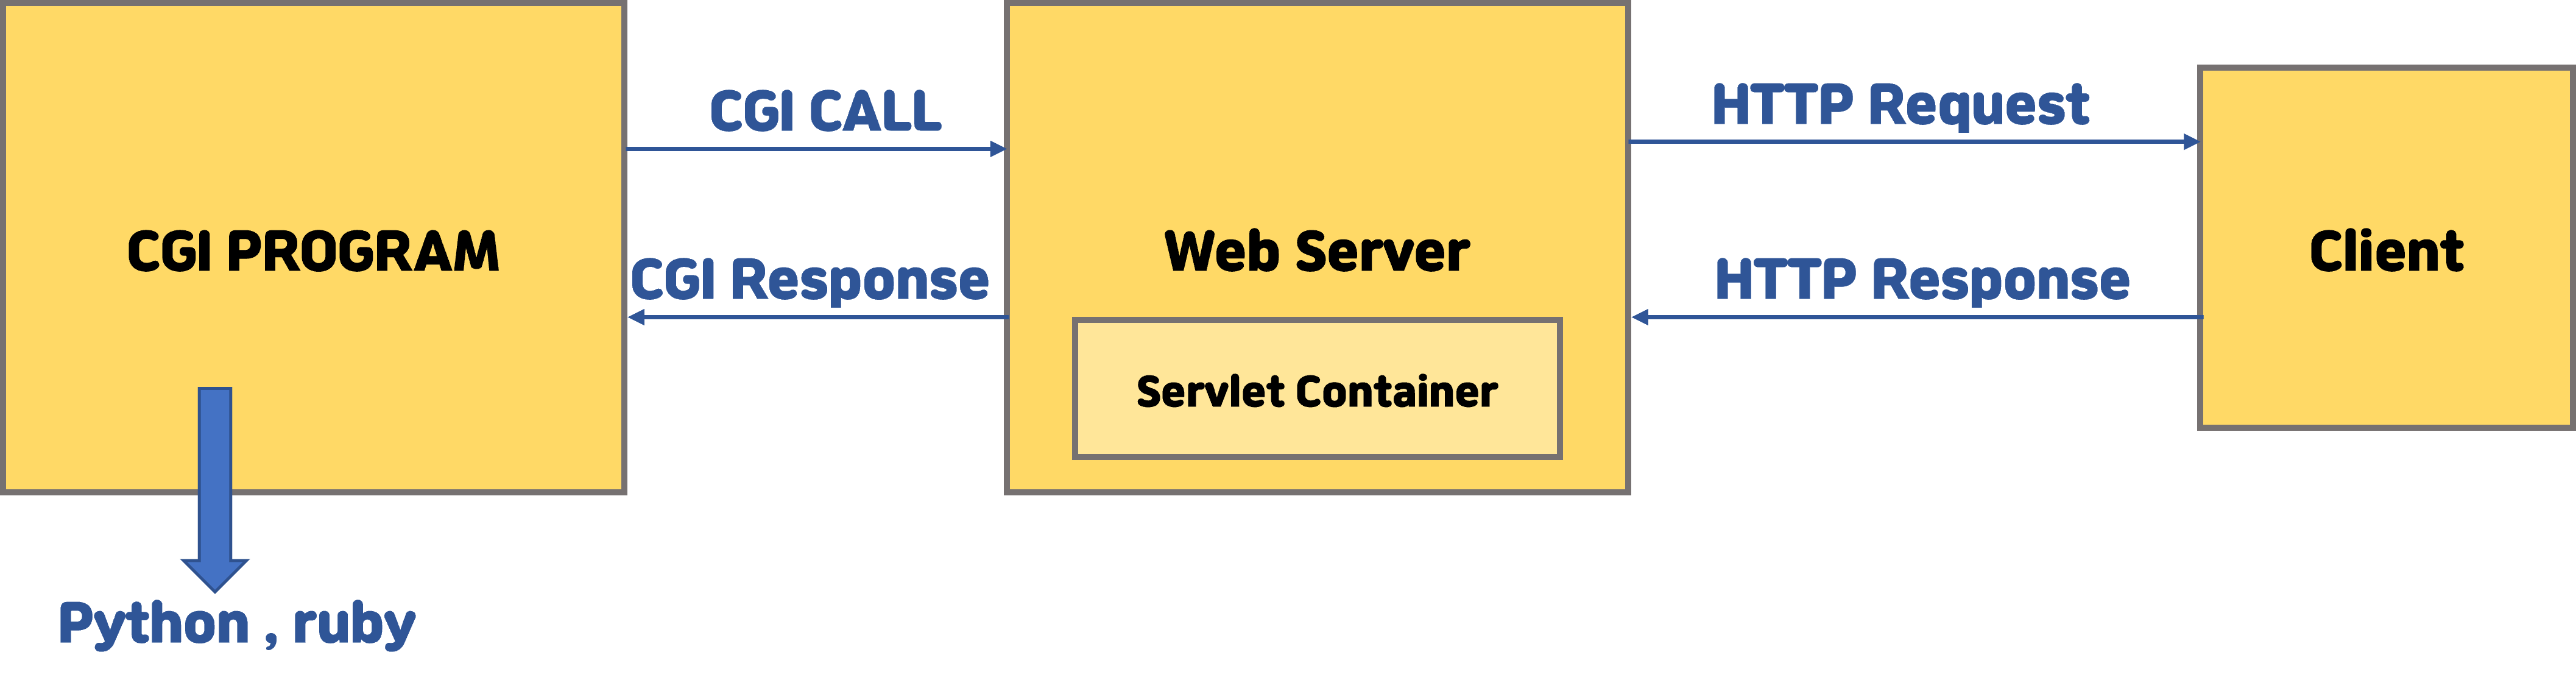 CGI PROGRAM
Python , ruby
CGI CALL
CGI Response
Web Server
Servlet Container
HTTP Request
HTTP Response
Client